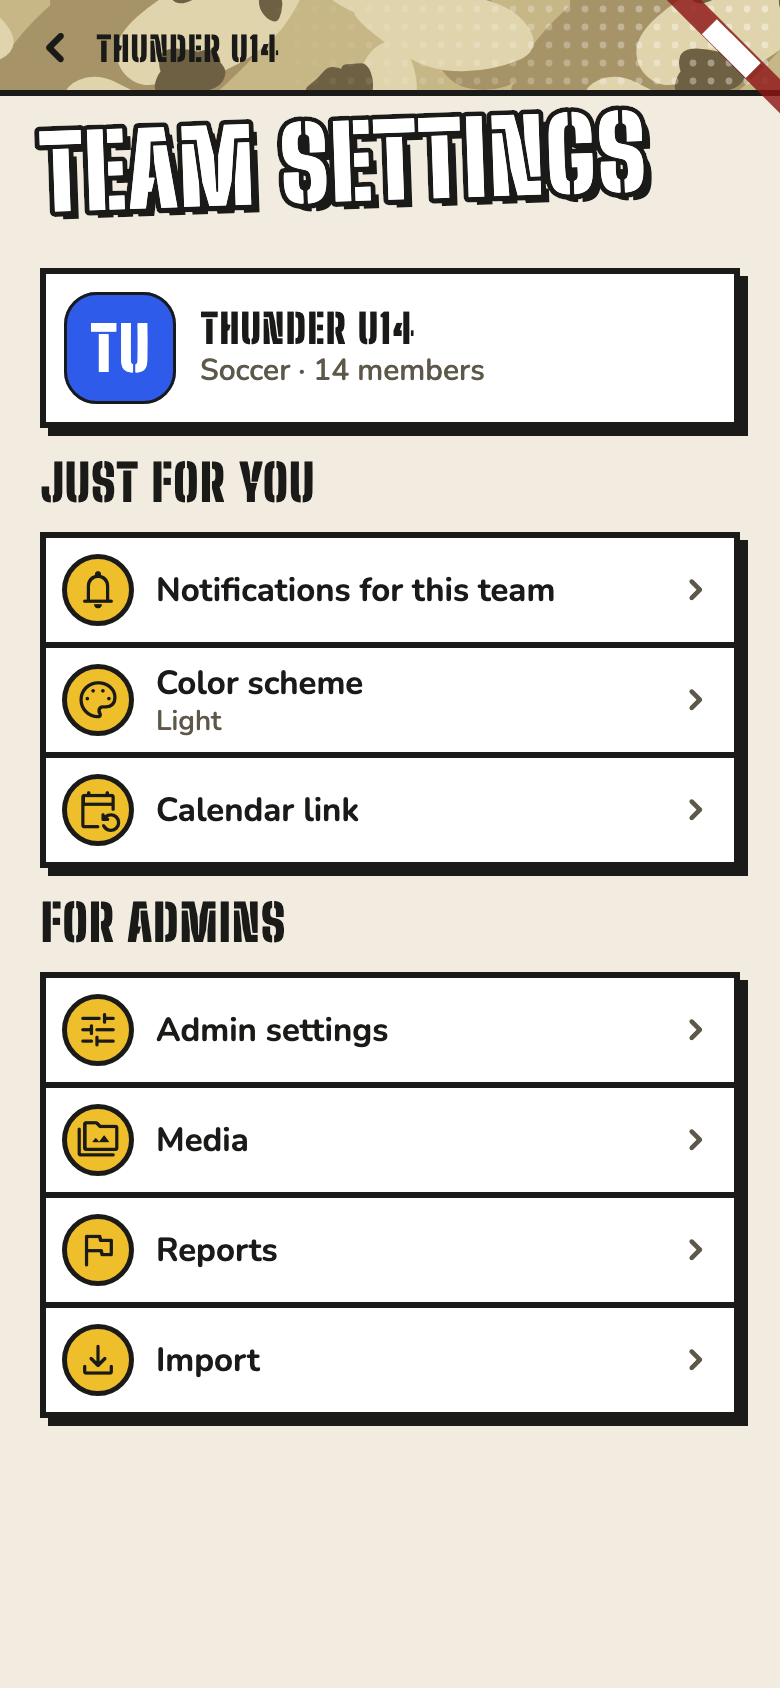 THUNDER U14
TEAM SETTINGS
TU
THUNDER U14
Soccer · 14 members
JUST FOR YOU
Notifications for this team
Color scheme
Light
Calendar link
FOR ADMINS
Admin settings
Media
Reports
Import